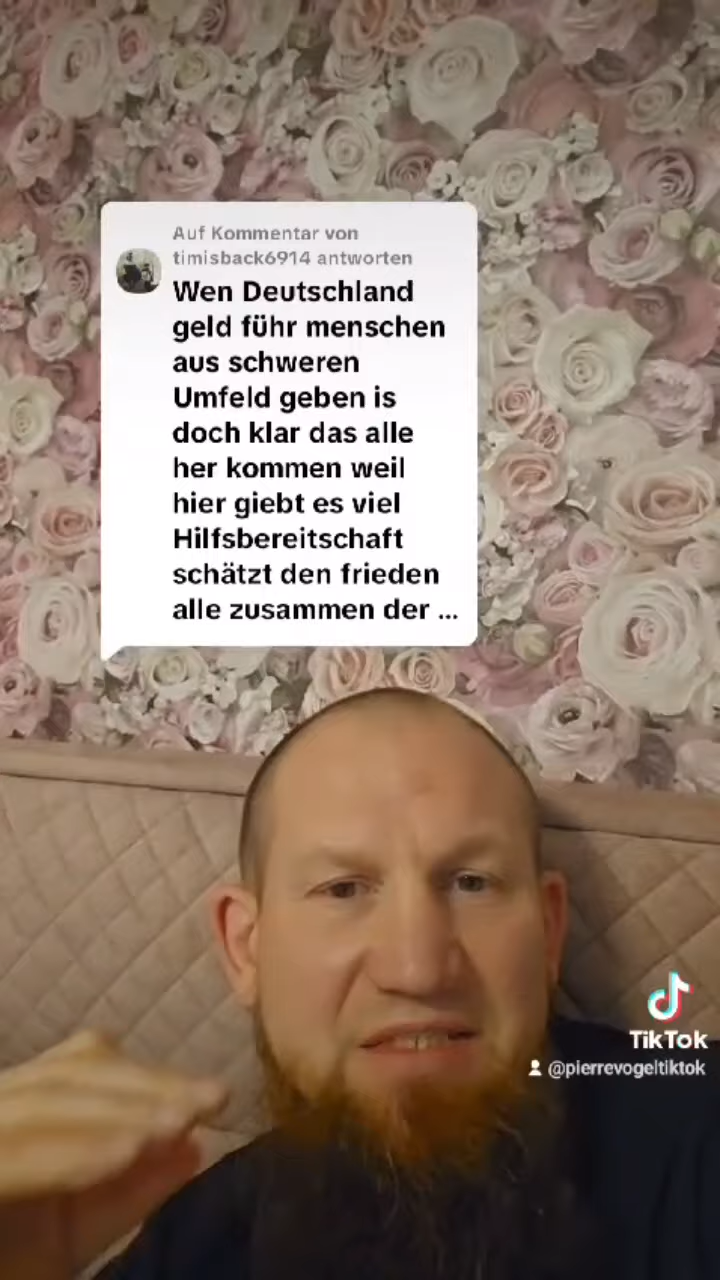 Auf Kommentar von
timisback6914 antworten
Wen Deutschland
geld führ menschen
aus schweren
Umfeld geben is
doch klar das alle
her kommen weil
hier giebt es viel
Hilfsbereitschaft
schätzt den frieden
alle zusammen der ...
TikTok
@pierrevogeltiktok